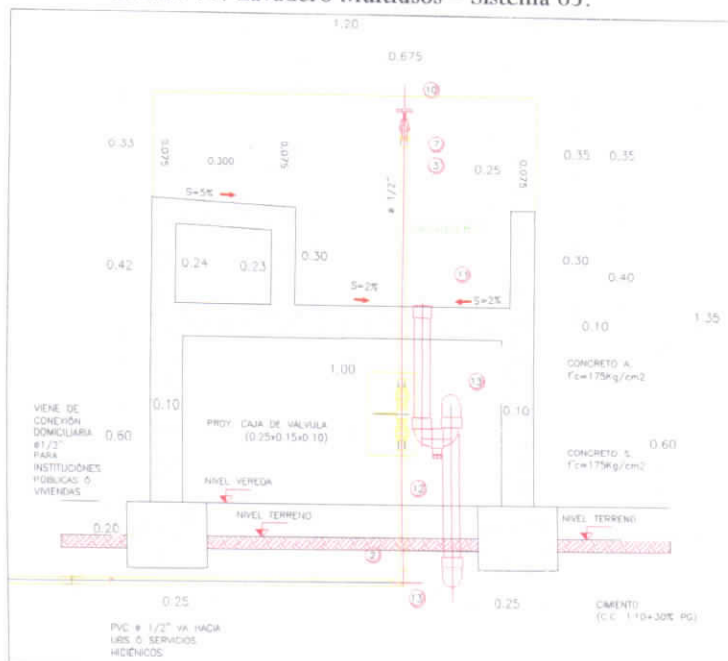 Multiusos – Sistema 03.
1.20
0.675
10
0.33
0.075
0.300
0.075
7
3
0.25
0.075
0.35 0.35
S=5%
ø 1/2"
0.42
0.24
0.23
0.30
S=2%
S=2%
0.30
0.40
0.10
1.35
1.00
CONCRETO A.
f'c=175Kg/cm2
VIENE DE
CONEXIÓN
DOMICILIARIA
ø1/2"
PARA
INSTITUCIONES
PÚBLICAS Ó
VIVIENDAS
0.60
0.10
PROY. CAJA DE VÁLVULA
(0.25x0.15x0.10)
0.10
CONCRETO S.
f'c=175Kg/cm2
0.60
NIVEL VEREDA
12
NIVEL TERRENO
NIVEL TERRENO
0.20
13
0.25
0.25
CIMIENTO
(C.C. 1:10+30% PG)
PVC ø 1/2" VA HACIA
UBS Ó SERVICIOS
HIGIÉNICOS